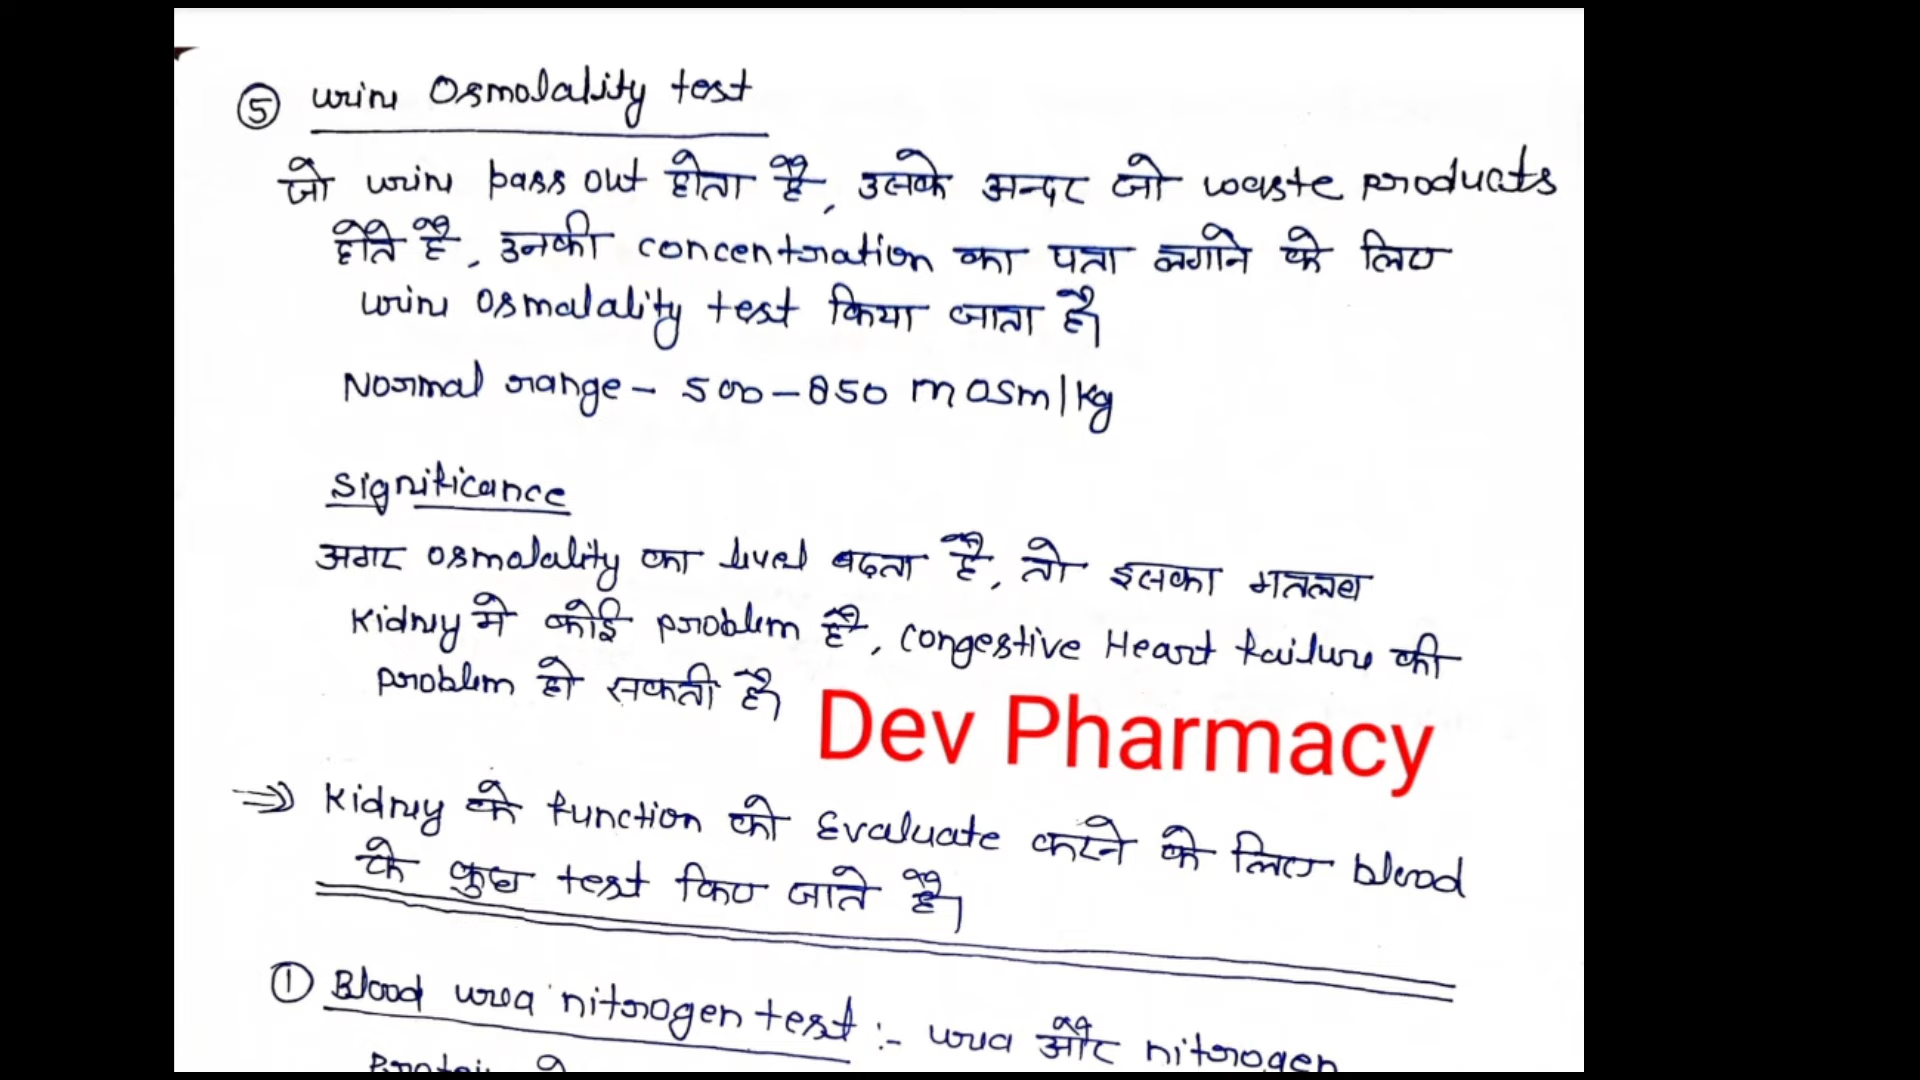 ⑤ urine Osmolality test
जो urine pass out होता है, उसके अन्दर जो waste products
होते है, उनकी concentration का पता लगाने के लिए
urine osmalality test किया जाता है।
Normal range - 500-850 mosm/kg
Significance
अगर osmolality का level बढता है, तो इसका मतलब
Kidney मे कोई problem है, congestive Heart failure की
problem हो सकती है।
Dev Pharmacy
⇒ Kidney के function को Evaluate करने के लिए blood
के कुछ test किए जाते है।
① Blood urea nitrogen test :- urea और nitrogen